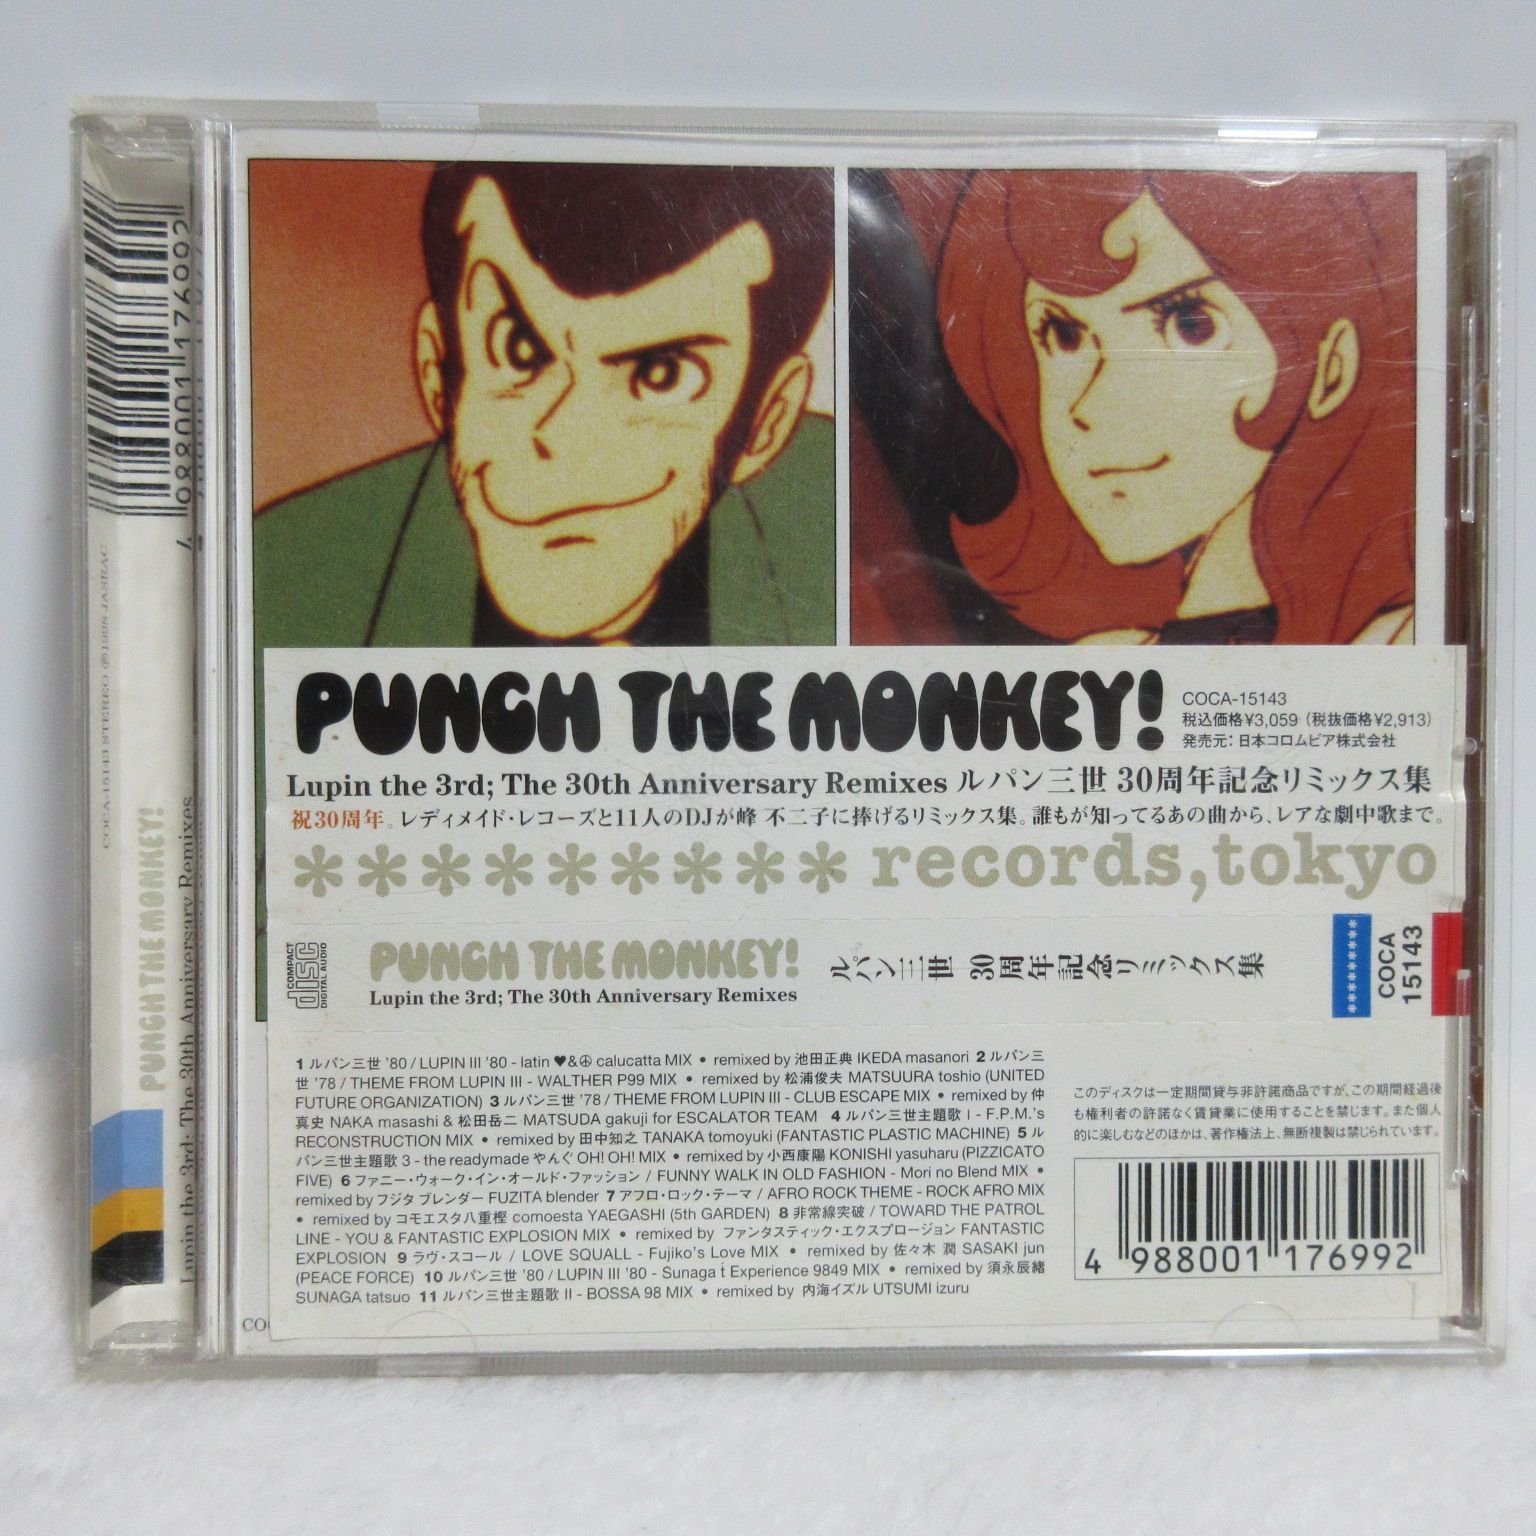 PUNCH THE MONKEY!
COCA-15143
税込価格¥3,059 (税抜価格¥2,913)
発売元: 日本コロムビア株式会社
Lupin the 3rd; The 30th Anniversary Remixes ルパン三世 30周年記念リミックス集
祝30周年。レディメイド・レコーズと11人のDJが峰 不二子に捧げるリミックス集。誰もが知ってるあの曲から、レアな劇中歌まで。
********* records,tokyo
COMPACT
disc
DIGITAL AUDIO
PUNCH THE MONKEY!
Lupin the 3rd; The 30th Anniversary Remixes
ルパン三世 30周年記念リミックス集
*********
COCA
15143
1 ルパン三世 '80 / LUPIN III '80 - latin ♥&☮ calucatta MIX • remixed by 池田正典 IKEDA masanori 2 ルパン三
世 '78 / THEME FROM LUPIN III - WALTHER P99 MIX • remixed by 松浦俊夫 MATSUURA toshio (UNITED
FUTURE ORGANIZATION) 3 ルパン三世 '78 / THEME FROM LUPIN III - CLUB ESCAPE MIX • remixed by 仲
真史 NAKA masashi & 松田岳二 MATSUDA gakuji for ESCALATOR TEAM 4 ルパン三世主題歌 I - F.P.M.'s
RECONSTRUCTION MIX • remixed by 田中知之 TANAKA tomoyuki (FANTASTIC PLASTIC MACHINE) 5 ル
パン三世主題歌 3 - the readymade やんぐ OH! OH! MIX • remixed by 小西康陽 KONISHI yasuharu (PIZZICATO
FIVE) 6 ファニー・ウォーク・イン・オールド・ファッション / FUNNY WALK IN OLD FASHION - Mori no Blend MIX •
remixed by フジタ ブレンダー FUZITA blender 7 アフロ・ロック・テーマ / AFRO ROCK THEME - ROCK AFRO MIX
• remixed by コモエスタ八重樫 comoesta YAEGASHI (5th GARDEN) 8 非常線突破 / TOWARD THE PATROL
LINE - YOU & FANTASTIC EXPLOSION MIX • remixed by ファンタスティック・エクスプロージョン FANTASTIC
EXPLOSION 9 ラヴ・スコール / LOVE SQUALL - Fujiko's Love MIX • remixed by 佐々木 潤 SASAKI jun
(PEACE FORCE) 10 ルパン三世 '80 / LUPIN III '80 - Sunaga t Experience 9849 MIX • remixed by 須永辰緒
SUNAGA tatsuo 11 ルパン三世主題歌 II - BOSSA 98 MIX • remixed by 内海イズル UTSUMI izuru
このディスクは一定期間貸与非許諾商品ですが、この期間経過後
も権利者の許諾なく賃貸業に使用することを禁じます。また個人
的に楽しむなどのほかは、著作権法上、無断複製は禁じられています。
4 988001 176992
4 988001 176992
COCA-15143 STEREO ℗1998 JASRAC
PUNCH THE MONKEY!
Lupin the 3rd; The 30th Anniversary Remixes